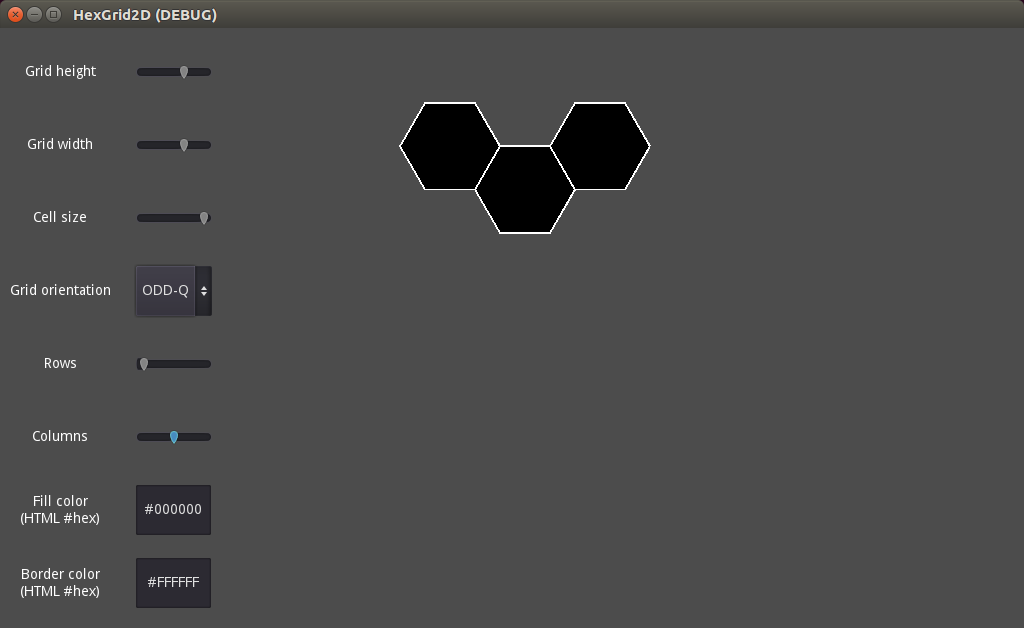 HexGrid2D (DEBUG)
Grid height
Grid width
Cell size
Grid orientation
ODD-Q
Rows
Columns
Fill color
(HTML #hex)
#000000
Border color
(HTML #hex)
#FFFFFF